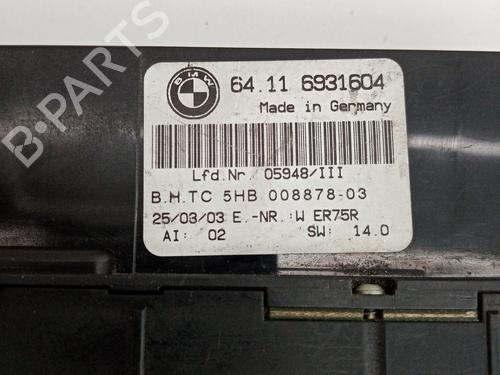 B-PARTS
BMW
64.11 6931604
Made in Germany
Lfd.Nr. 05948/III
B.H.TC 5HB 008878-03
25/03/03 E.-NR.:W ER75R
AI: 02 SW: 14.0